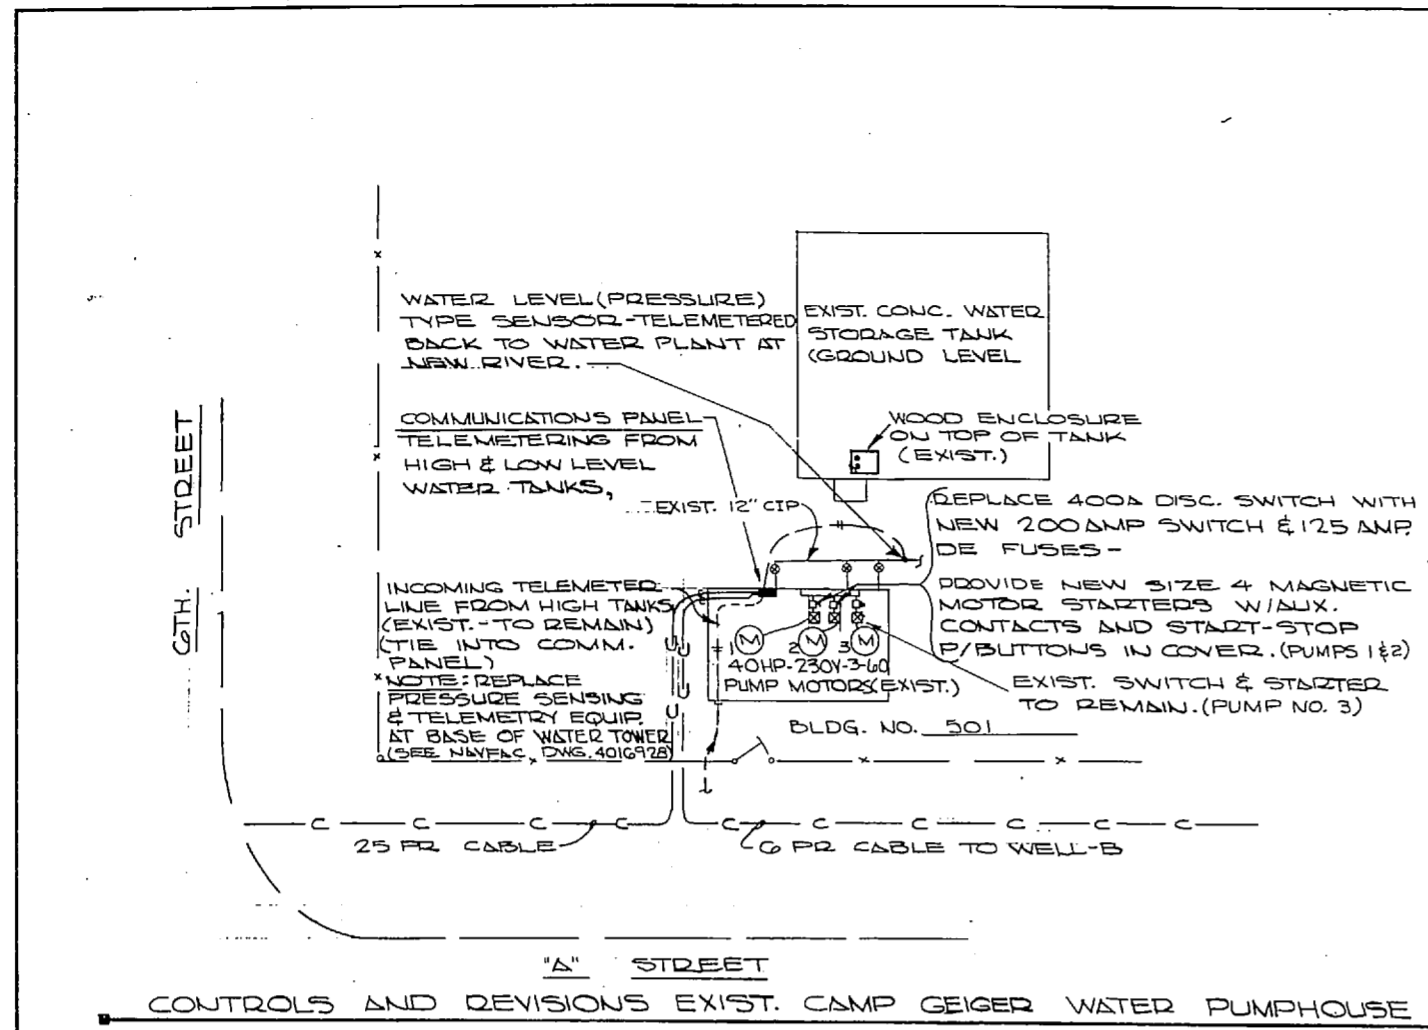 WATER LEVEL (PRESSURE)
TYPE SENSOR-TELEMETERED
BACK TO WATER PLANT AT
NEW RIVER.
EXIST. CONC. WATER
STORAGE TANK
(GROUND LEVEL
COMMUNICATIONS PANEL
TELEMETERING FROM
HIGH & LOW LEVEL
WATER TANKS,
WOOD ENCLOSURE
ON TOP OF TANK
(EXIST.)
EXIST. 12" CIP
REPLACE 400A DISC. SWITCH WITH
NEW 200 AMP SWITCH & 125 AMP.
DE FUSES-
INCOMING TELEMETER
LINE FROM HIGH TANKS
(EXIST.-TO REMAIN)
(TIE INTO COMM.
PANEL)
NOTE: REPLACE
PRESSURE SENSING
& TELEMETRY EQUIP.
AT BASE OF WATER TOWER
(SEE NAVFAC. DWG. 4016928)
PROVIDE NEW SIZE 4 MAGNETIC
MOTOR STARTERS W/AUX.
CONTACTS AND START-STOP
P/BUTTONS IN COVER. (PUMPS 1 & 2)
#1 M 2 M 3 M
40HP-230V-3-60
PUMP MOTORS (EXIST.)
EXIST. SWITCH & STARTER
TO REMAIN. (PUMP NO. 3)
BLDG. NO. 501
6TH. STREET
25 PR CABLE
6 PR CABLE TO WELL-B
"A" STREET
CONTROLS AND REVISIONS EXIST. CAMP GEIGER WATER PUMPHOUSE